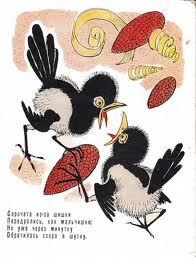 Сорочата из-за шишки
Передрались, как мальчишки;
Но уже через минутку
Обратилась ссора в шутку.